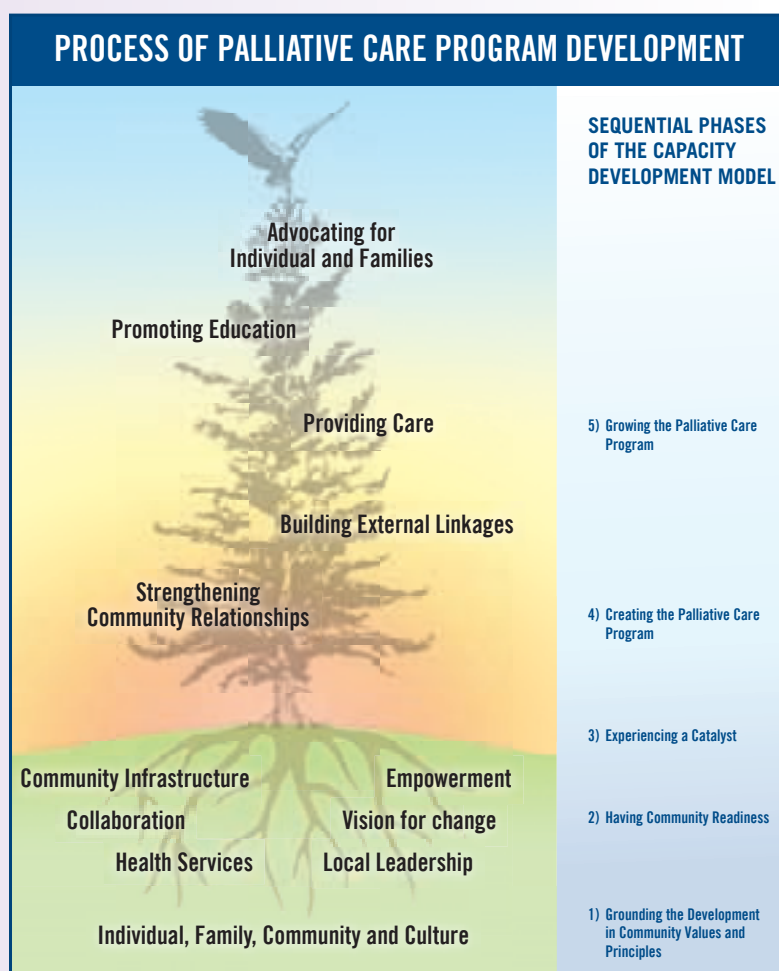 PROCESS OF PALLIATIVE CARE PROGRAM DEVELOPMENT
SEQUENTIAL PHASES
OF THE CAPACITY
DEVELOPMENT MODEL
Advocating for
Individual and Families
Promoting Education
Providing Care
Building External Linkages
Strengthening
Community Relationships
Community Infrastructure
Empowerment
Collaboration
Vision for change
Health Services
Local Leadership
Individual, Family, Community and Culture
5) Growing the Palliative Care
Program
4) Creating the Palliative Care
Program
3) Experiencing a Catalyst
2) Having Community Readiness
1) Grounding the Development
in Community Values and
Principles